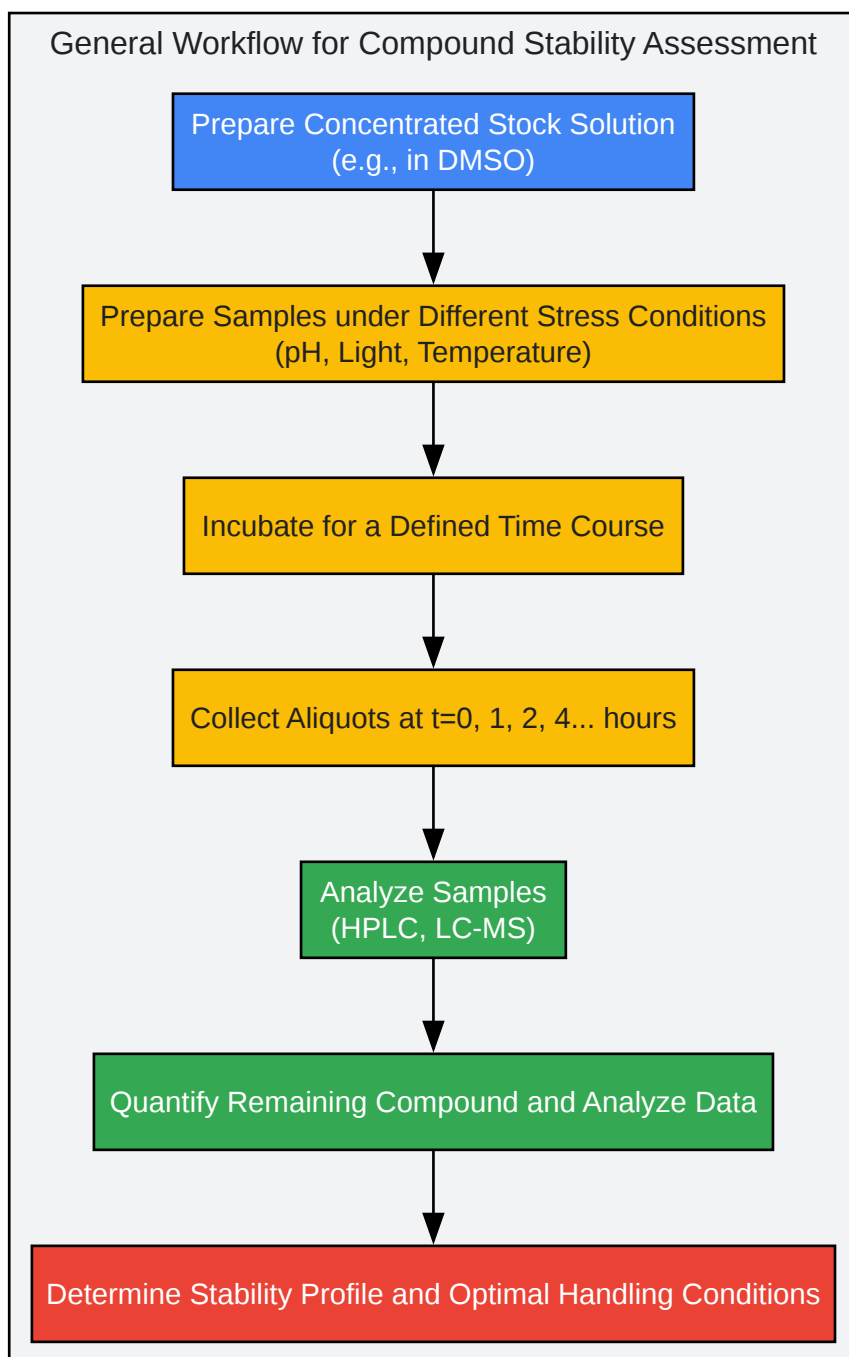 General Workflow for Compound Stability Assessment
Prepare Concentrated Stock Solution
(e.g., in DMSO)
Prepare Samples under Different Stress Conditions
(pH, Light, Temperature)
Incubate for a Defined Time Course
Collect Aliquots at t=0, 1, 2, 4... hours
Analyze Samples
(HPLC, LC-MS)
Quantify Remaining Compound and Analyze Data
Determine Stability Profile and Optimal Handling Conditions